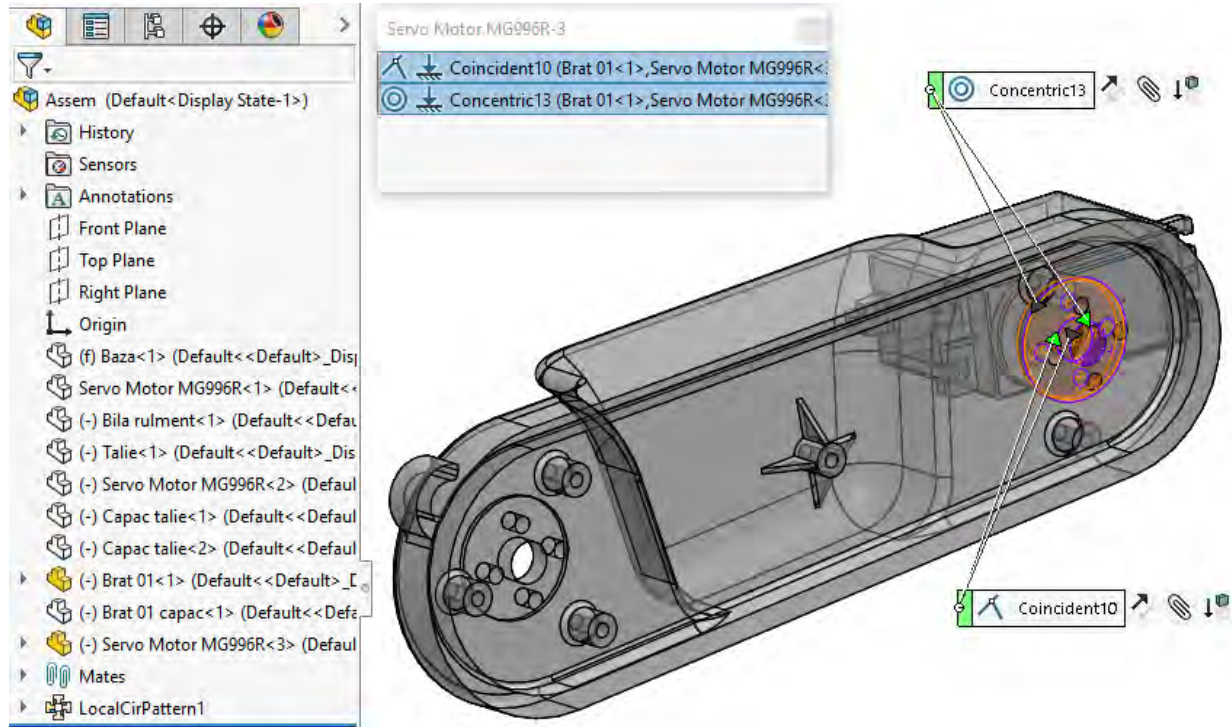 Servo Motor MG996R-3
Coincident10 (Brat 01<1>,Servo Motor MG996R<
Concentric13 (Brat 01<1>,Servo Motor MG996R<
Concentric13
Coincident10
Assem (Default<Display State-1>)
History
Sensors
Annotations
Front Plane
Top Plane
Right Plane
Origin
(f) Baza<1> (Default<<Default>_Disp
Servo Motor MG996R<1> (Default<<
(-) Bila rulment<1> (Default<<Defau
(-) Talie<1> (Default<<Default>_Dis
(-) Servo Motor MG996R<2> (Defaul
(-) Capac talie<1> (Default<<Defaul
(-) Capac talie<2> (Default<<Defaul
(-) Brat 01<1> (Default<<Default>_D
(-) Brat 01 capac<1> (Default<<Defa
(-) Servo Motor MG996R<3> (Defaul
Mates
LocalCirPattern1